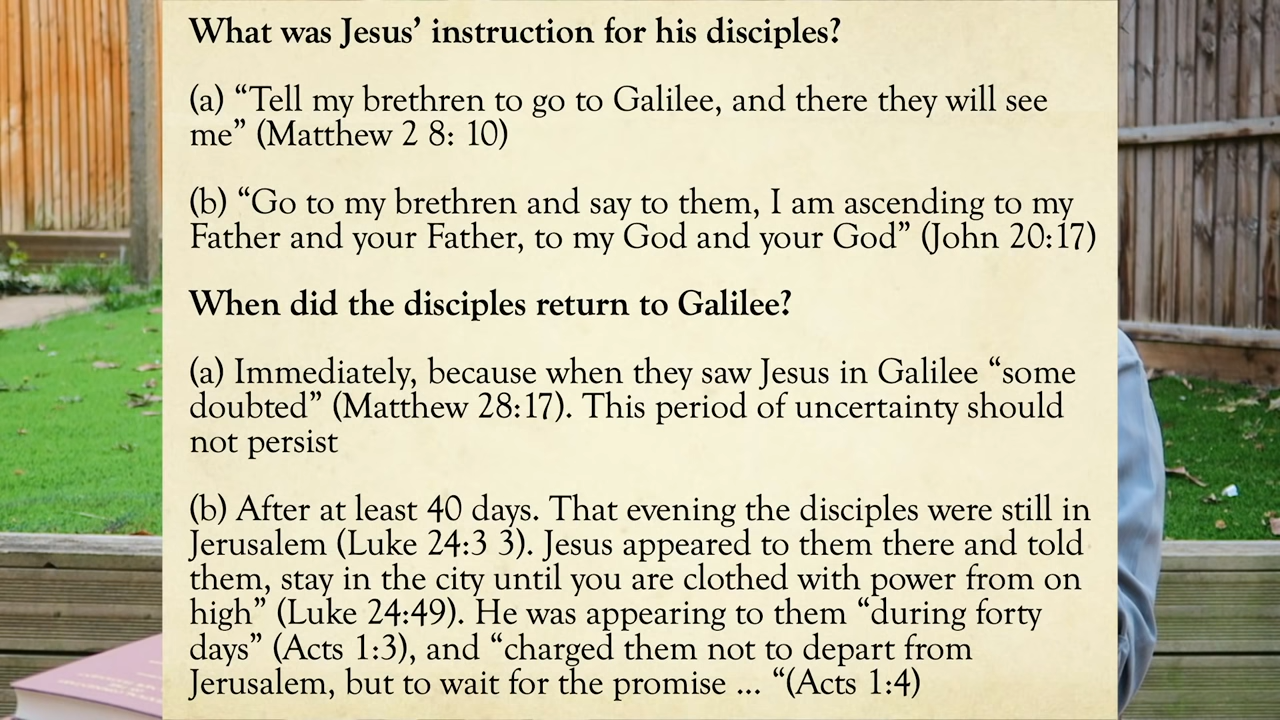 What was Jesus’ instruction for his disciples?
(a) “Tell my brethren to go to Galilee, and there they will see
me” (Matthew 2 8: 10)
(b) “Go to my brethren and say to them, I am ascending to my
Father and your Father, to my God and your God” (John 20:17)
When did the disciples return to Galilee?
(a) Immediately, because when they saw Jesus in Galilee “some
doubted” (Matthew 28:17). This period of uncertainty should
not persist
(b) After at least 40 days. That evening the disciples were still in
Jerusalem (Luke 24:3 3). Jesus appeared to them there and told
them, stay in the city until you are clothed with power from on
high” (Luke 24:49). He was appearing to them “during forty
days” (Acts 1:3), and “charged them not to depart from
Jerusalem, but to wait for the promise ... “(Acts 1:4)